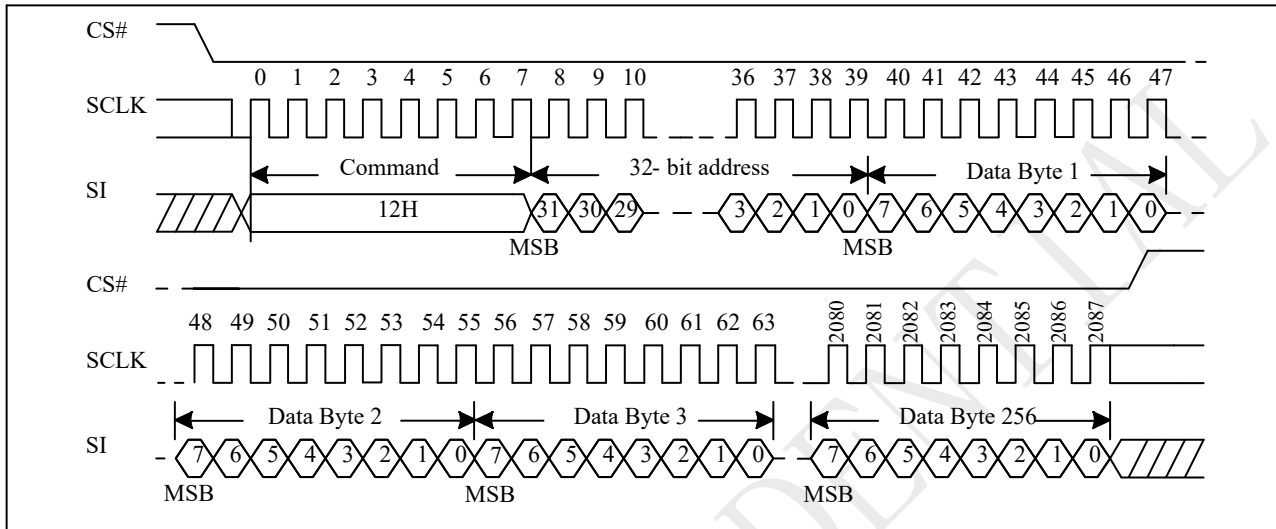 CS#
0 1 2 3 4 5 6 7 8 9 10 36 37 38 39 40 41 42 43 44 45 46 47
SCLK
Command 32- bit address Data Byte 1
SI
12H 31 30 29 3 2 1 0 7 6 5 4 3 2 1 0
MSB MSB
CS#
48 49 50 51 52 53 54 55 56 57 58 59 60 61 62 63 2080 2081 2082 2083 2084 2085 2086 2087
SCLK
Data Byte 2 Data Byte 3 Data Byte 256
SI
7 6 5 4 3 2 1 0 7 6 5 4 3 2 1 0 7 6 5 4 3 2 1 0
MSB MSB MSB
DENTIAL